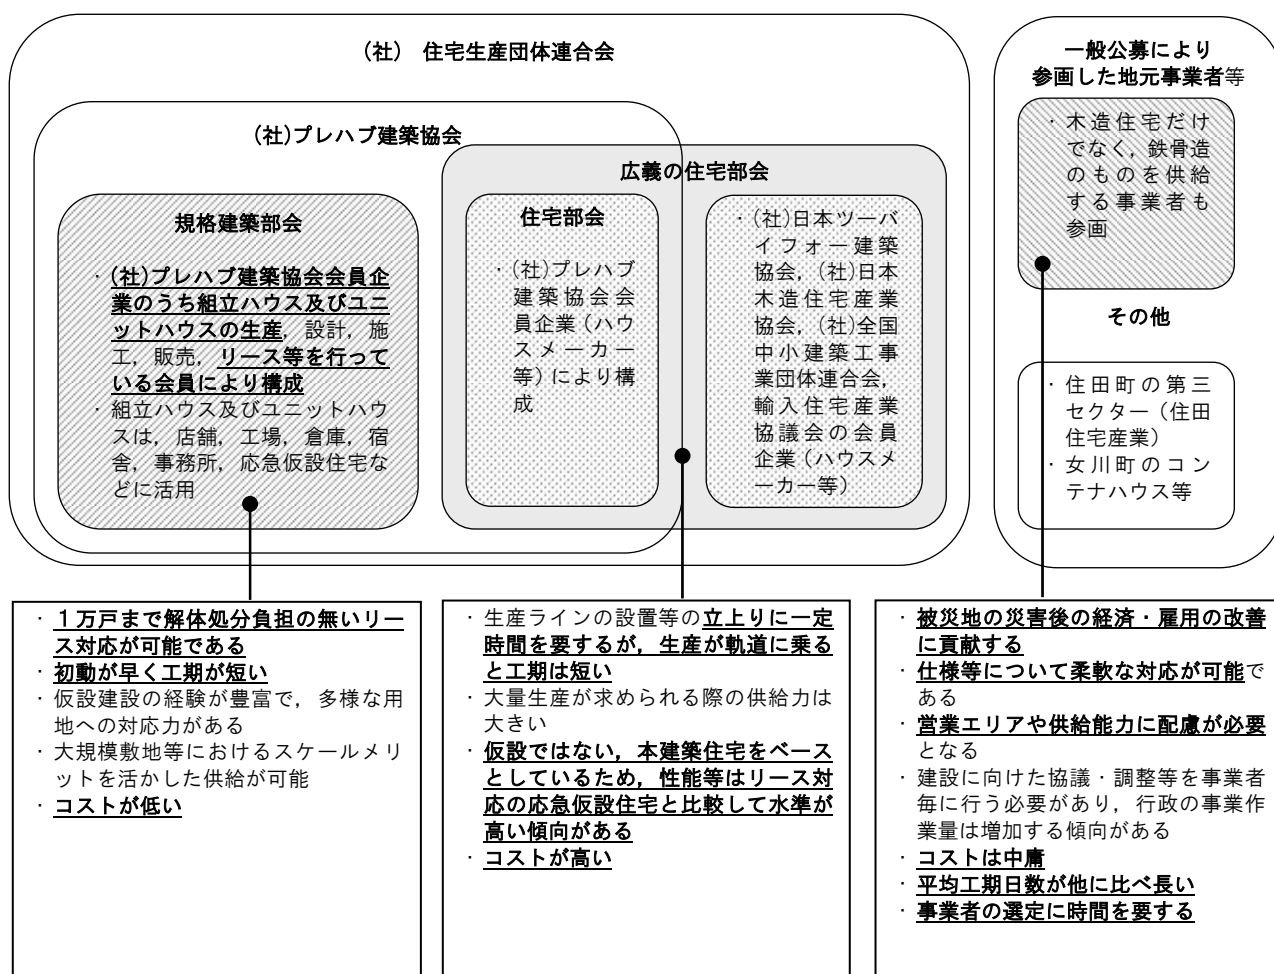 (社) 住宅生産団体連合会
(社)プレハブ建築協会
広義の住宅部会
規格建築部会
・(社)プレハブ建築協会会員企
業のうち組立ハウス及びユニ
ットハウスの生産，設計，施
工，販売，リース等を行って
いる会員により構成
・組立ハウス及びユニットハウ
スは，店舗，工場，倉庫，宿
舎，事務所，応急仮設住宅な
どに活用
住宅部会
・(社)プレハブ
建築協会会
員企業（ハウ
スメーカー
等）により構
成
・(社)日本ツーバ
イフォー建築
協会，(社)日本
木造住宅産業
協会，(社)全国
中小建築工事
業団体連合会，
輸入住宅産業
協議会の会員
企業（ハウスメ
ーカー等）
一般公募により
参画した地元事業者等
・木造住宅だけ
でなく，鉄骨造
のものを供給
する事業者も
参画
その他
・住田町の第三
セクター（住田
住宅産業）
・女川町のコン
テナハウス等
・１万戸まで解体処分負担の無いリー
ス対応が可能である
・初動が早く工期が短い
・仮設建設の経験が豊富で，多様な用
地への対応力がある
・大規模敷地等におけるスケールメリ
ットを活かした供給が可能
・コストが低い
・生産ラインの設置等の立上りに一定
時間を要するが，生産が軌道に乗る
と工期は短い
・大量生産が求められる際の供給力は
大きい
・仮設ではない，本建築住宅をベース
としているため，性能等はリース対
応の応急仮設住宅と比較して水準が
高い傾向がある
・コストが高い
・被災地の災害後の経済・雇用の改善
に貢献する
・仕様等について柔軟な対応が可能で
ある
・営業エリアや供給能力に配慮が必要
となる
・建設に向けた協議・調整等を事業者
毎に行う必要があり，行政の事業作
業量は増加する傾向がある
・コストは中庸
・平均工期日数が他に比べ長い
・事業者の選定に時間を要する